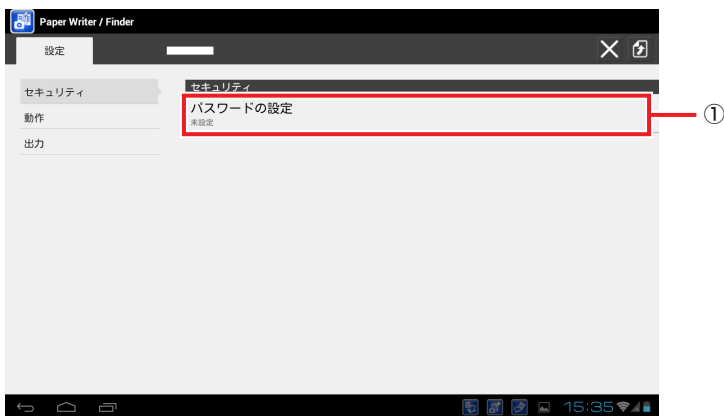 Paper Writer / Finder
設定
セキュリティ
動作
出力
セキュリティ
パスワードの設定
未設定
①
15:35